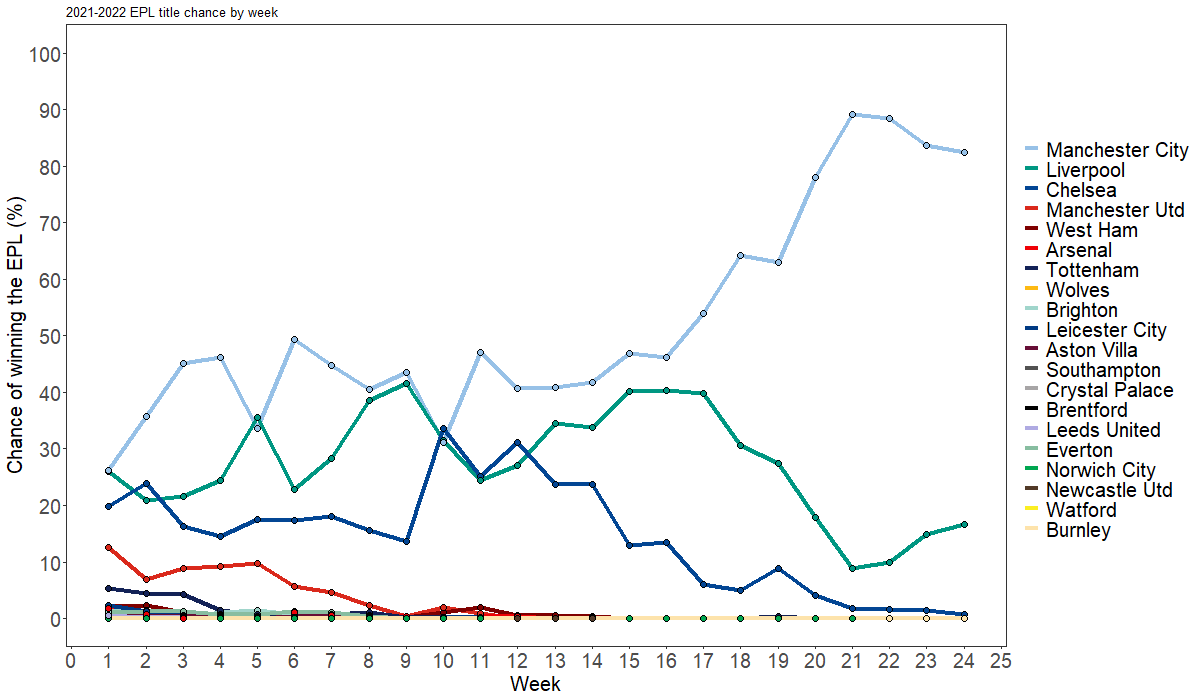 2021-2022 EPL title chance by week
Chance of winning the EPL (%)
100
90
80
70
60
50
40
30
20
10
0
0 1 2 3 4 5 6 7 8 9 10 11 12 13 14 15 16 17 18 19 20 21 22 23 24 25
Week
Manchester City
Liverpool
Chelsea
Manchester Utd
West Ham
Arsenal
Tottenham
Wolves
Brighton
Leicester City
Aston Villa
Southampton
Crystal Palace
Brentford
Leeds United
Everton
Norwich City
Newcastle Utd
Watford
Burnley